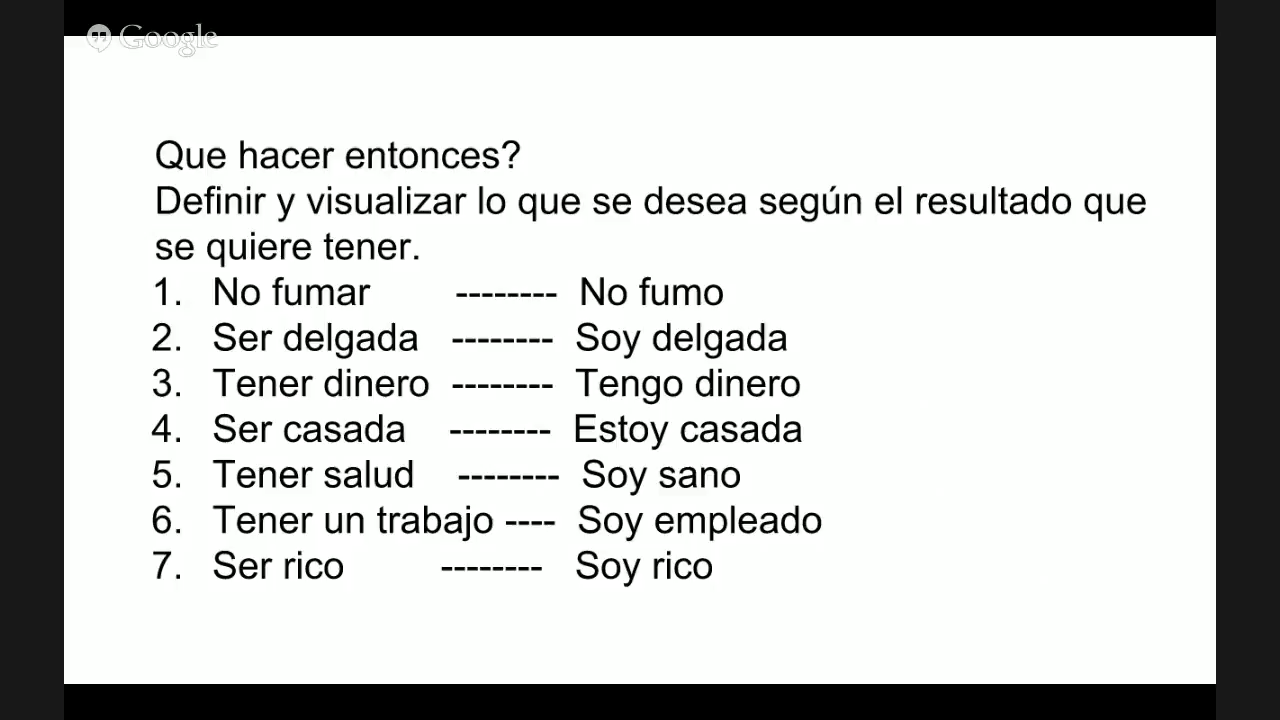 Google
Que hacer entonces?
Definir y visualizar lo que se desea según el resultado que
se quiere tener.
1. No fumar -------- No fumo
2. Ser delgada -------- Soy delgada
3. Tener dinero -------- Tengo dinero
4. Ser casada -------- Estoy casada
5. Tener salud -------- Soy sano
6. Tener un trabajo ---- Soy empleado
7. Ser rico -------- Soy rico